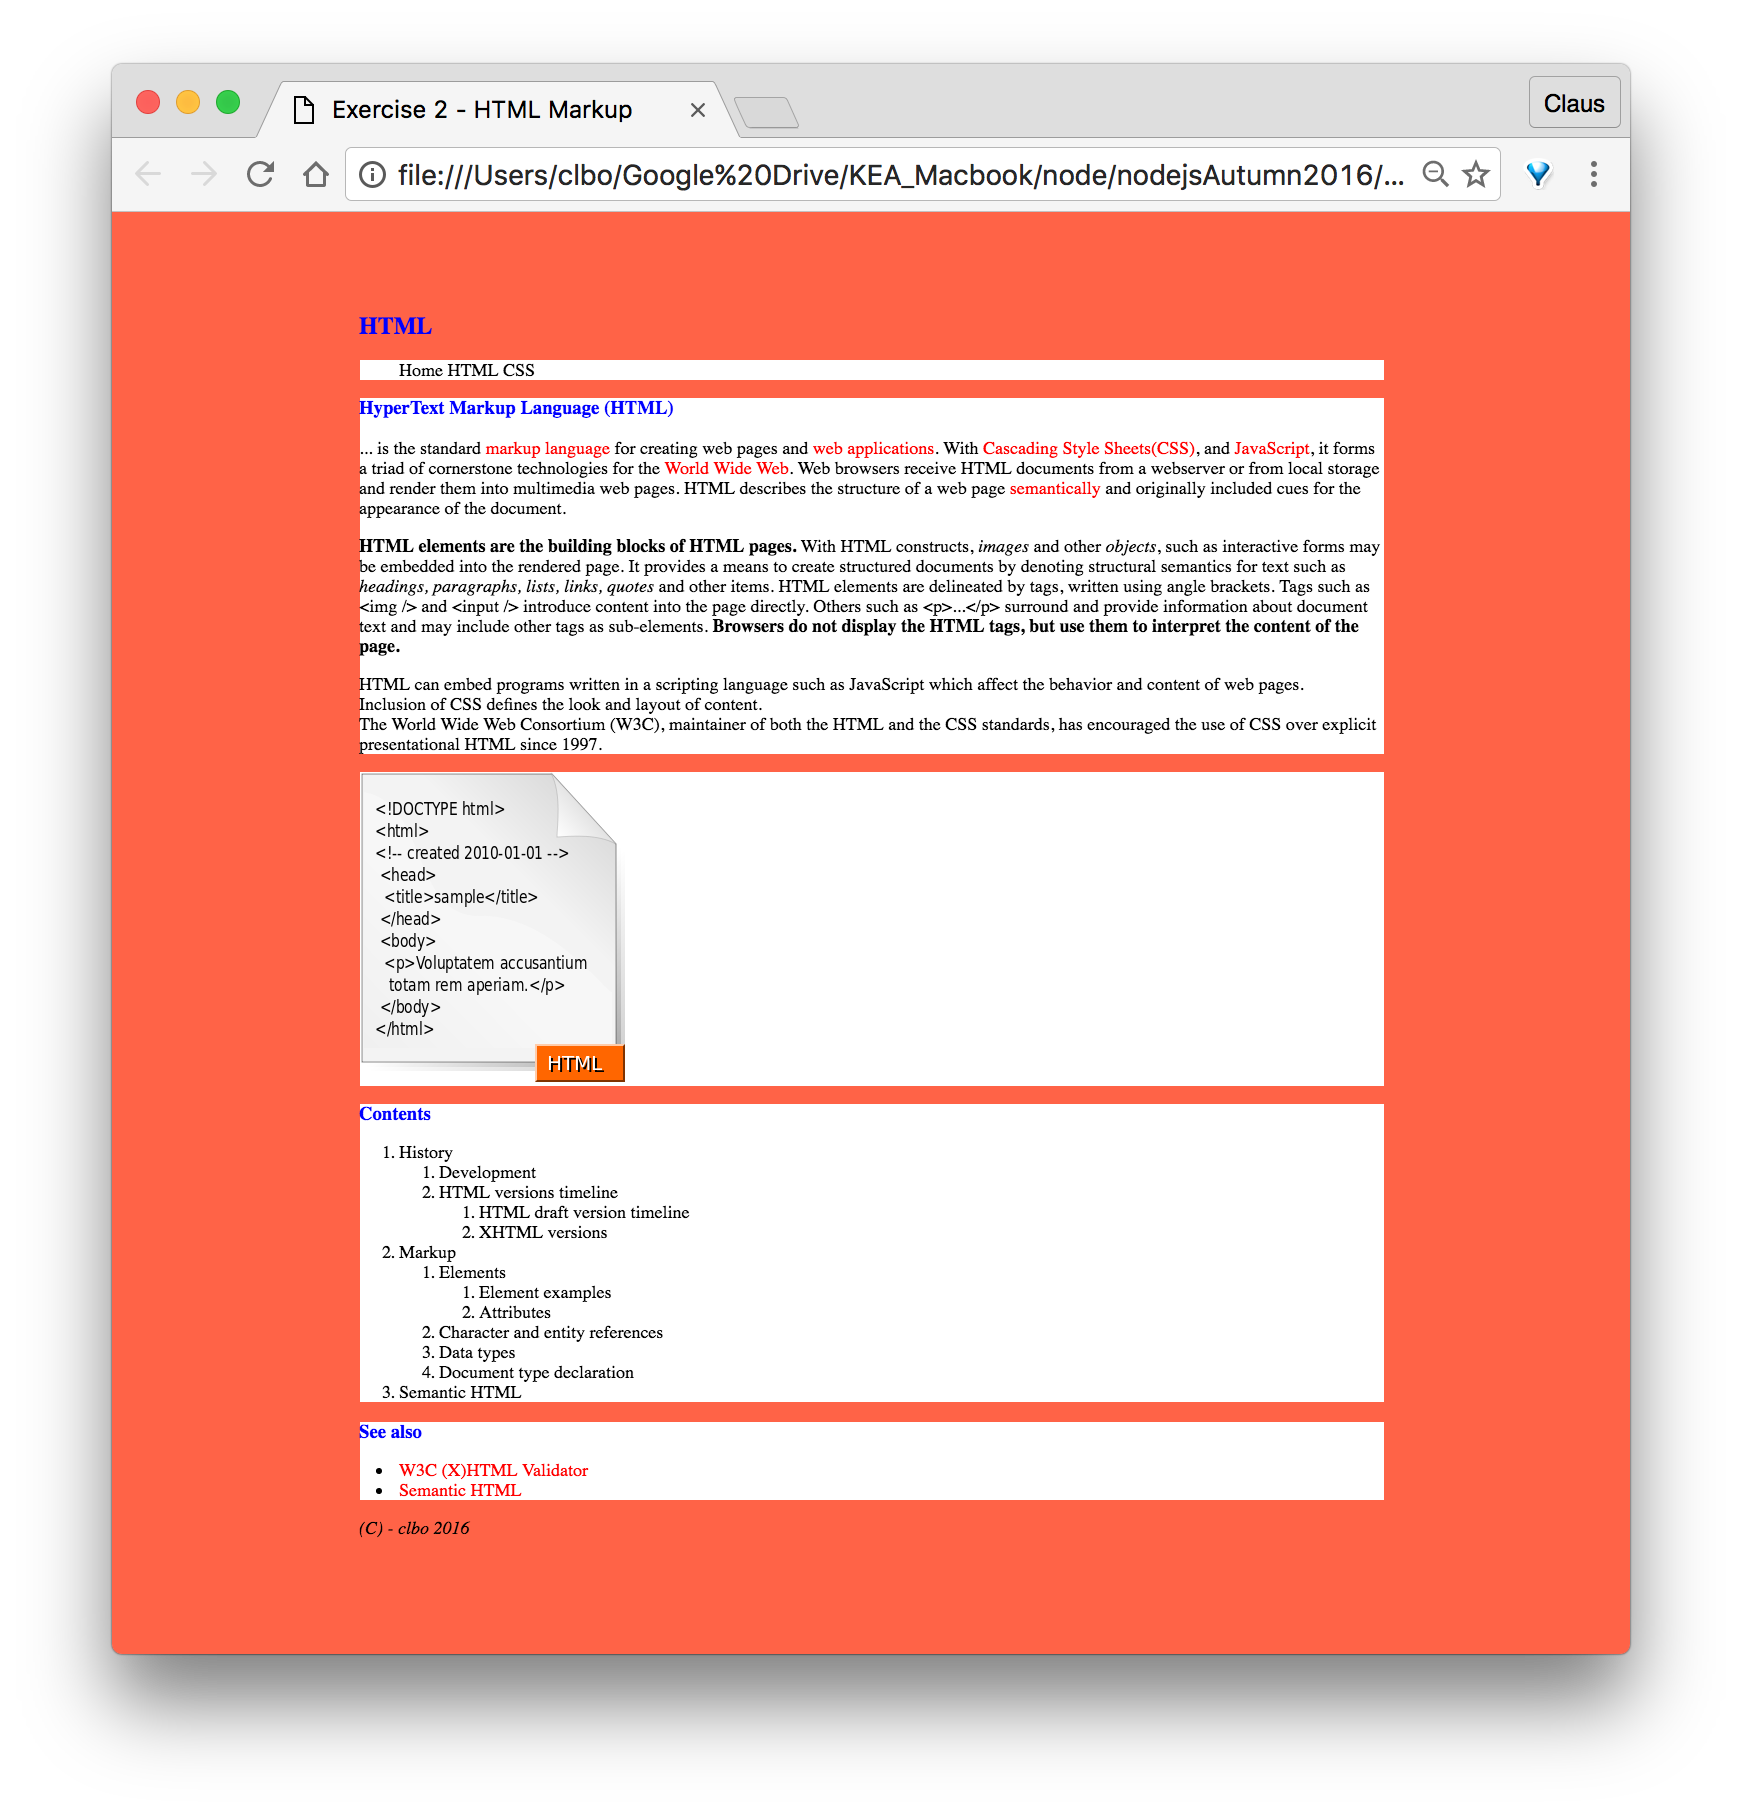 Exercise 2 - HTML Markup
Claus
file:///Users/clbo/Google%20Drive/KEA_Macbook/node/nodejsAutumn2016/...
HTML
Home HTML CSS
HyperText Markup Language (HTML)
... is the standard markup language for creating web pages and web applications. With Cascading Style Sheets(CSS), and JavaScript, it forms
a triad of cornerstone technologies for the World Wide Web. Web browsers receive HTML documents from a webserver or from local storage
and render them into multimedia web pages. HTML describes the structure of a web page semantically and originally included cues for the
appearance of the document.
HTML elements are the building blocks of HTML pages. With HTML constructs, images and other objects, such as interactive forms may
be embedded into the rendered page. It provides a means to create structured documents by denoting structural semantics for text such as
headings, paragraphs, lists, links, quotes and other items. HTML elements are delineated by tags, written using angle brackets. Tags such as
<img /> and <input /> introduce content into the page directly. Others such as <p>...</p> surround and provide information about document
text and may include other tags as sub-elements. Browsers do not display the HTML tags, but use them to interpret the content of the
page.
HTML can embed programs written in a scripting language such as JavaScript which affect the behavior and content of web pages.
Inclusion of CSS defines the look and layout of content.
The World Wide Web Consortium (W3C), maintainer of both the HTML and the CSS standards, has encouraged the use of CSS over explicit
presentational HTML since 1997.
<!DOCTYPE html>
<html>
<!-- created 2010-01-01 -->
<head>
<title>sample</title>
</head>
<body>
<p>Voluptatem accusantium
totam rem aperiam.</p>
</body>
</html>
HTML
Contents
1. History
1. Development
2. HTML versions timeline
1. HTML draft version timeline
2. XHTML versions
2. Markup
1. Elements
1. Element examples
2. Attributes
2. Character and entity references
3. Data types
4. Document type declaration
3. Semantic HTML
See also
• W3C (X)HTML Validator
• Semantic HTML
(C) - clbo 2016